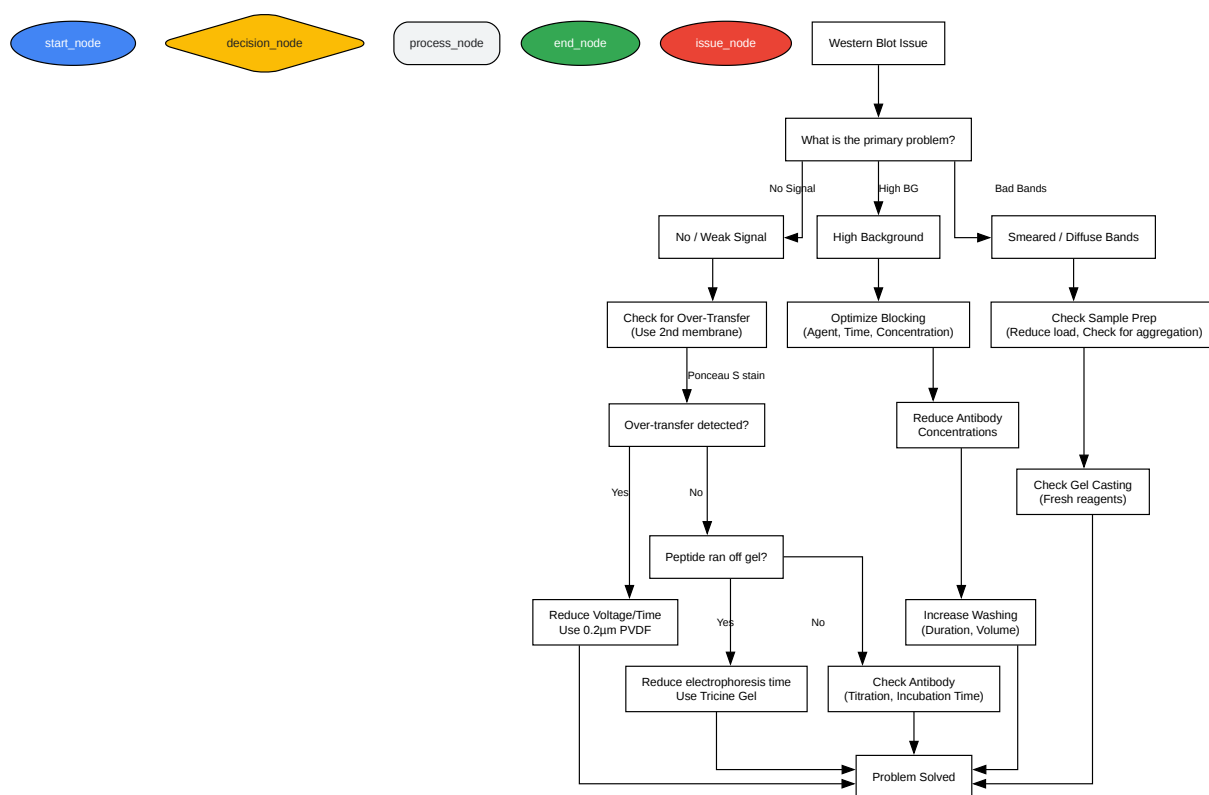 start_node
decision_node
process_node
end_node
issue_node
Western Blot Issue
What is the primary problem?
No Signal
High BG
Bad Bands
No / Weak Signal
High Background
Smeared / Diffuse Bands
Check for Over-Transfer
(Use 2nd membrane)
Optimize Blocking
(Agent, Time, Concentration)
Check Sample Prep
(Reduce load, Check for aggregation)
Ponceau S stain
Over-transfer detected?
Reduce Antibody
Concentrations
Check Gel Casting
(Fresh reagents)
Yes
No
Peptide ran off gel?
Reduce Voltage/Time
Use 0.2µm PVDF
Yes
No
Increase Washing
(Duration, Volume)
Reduce electrophoresis time
Use Tricine Gel
Check Antibody
(Titration, Incubation Time)
Problem Solved